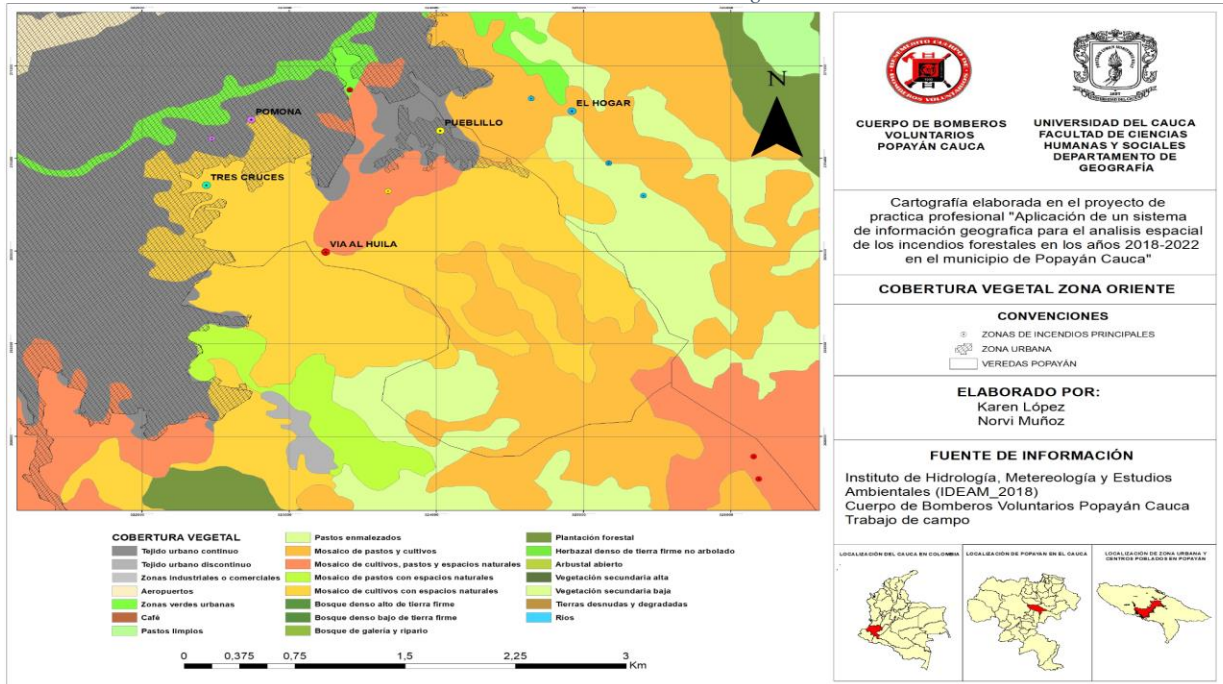 POMONA
PUEBLILLO
EL HOGAR
TRES CRUCES
VIA AL HUILA
N
CUERPO DE BOMBEROS
VOLUNTARIOS
POPAYÁN CAUCA
UNIVERSIDAD DEL CAUCA
FACULTAD DE CIENCIAS
HUMANAS Y SOCIALES
DEPARTAMENTO DE
GEOGRAFÍA
Cartografía elaborada en el proyecto de
practica profesional "Aplicación de un sistema
de información geografica para el analisis espacial
de los incendios forestales en los años 2018-2022
en el municipio de Popayán Cauca"
COBERTURA VEGETAL ZONA ORIENTE
CONVENCIONES
ZONAS DE INCENDIOS PRINCIPALES
ZONA URBANA
VEREDAS POPAYÁN
ELABORADO POR:
Karen López
Norvi Muñoz
FUENTE DE INFORMACIÓN
Instituto de Hidrología, Metereología y Estudios
Ambientales (IDEAM_2018)
Cuerpo de Bomberos Voluntarios Popayán Cauca
Trabajo de campo
LOCALIZACIÓN DEL CAUCA EN COLOMBIA
LOCALIZACIÓN DE POPAYAN EN EL CAUCA
LOCALIZACIÓN DE ZONA URBANA Y
CENTROS POBLADOS EN POPAYÁN
COBERTURA VEGETAL
Tejido urbano continuo
Tejido urbano discontinuo
Zonas industriales o comerciales
Aeropuertos
Zonas verdes urbanas
Café
Pastos limpios
Pastos enmalezados
Mosaico de pastos y cultivos
Mosaico de cultivos, pastos y espacios naturales
Mosaico de pastos con espacios naturales
Mosaico de cultivos con espacios naturales
Bosque denso alto de tierra firme
Bosque denso bajo de tierra firme
Bosque de galería y ripario
Plantación forestal
Herbazal denso de tierra firme no arbolado
Arbustal abierto
Vegetación secundaria alta
Vegetación secundaria baja
Tierras desnudas y degradadas
Ríos
0 0,375 0,75 1,5 2,25 3
Km